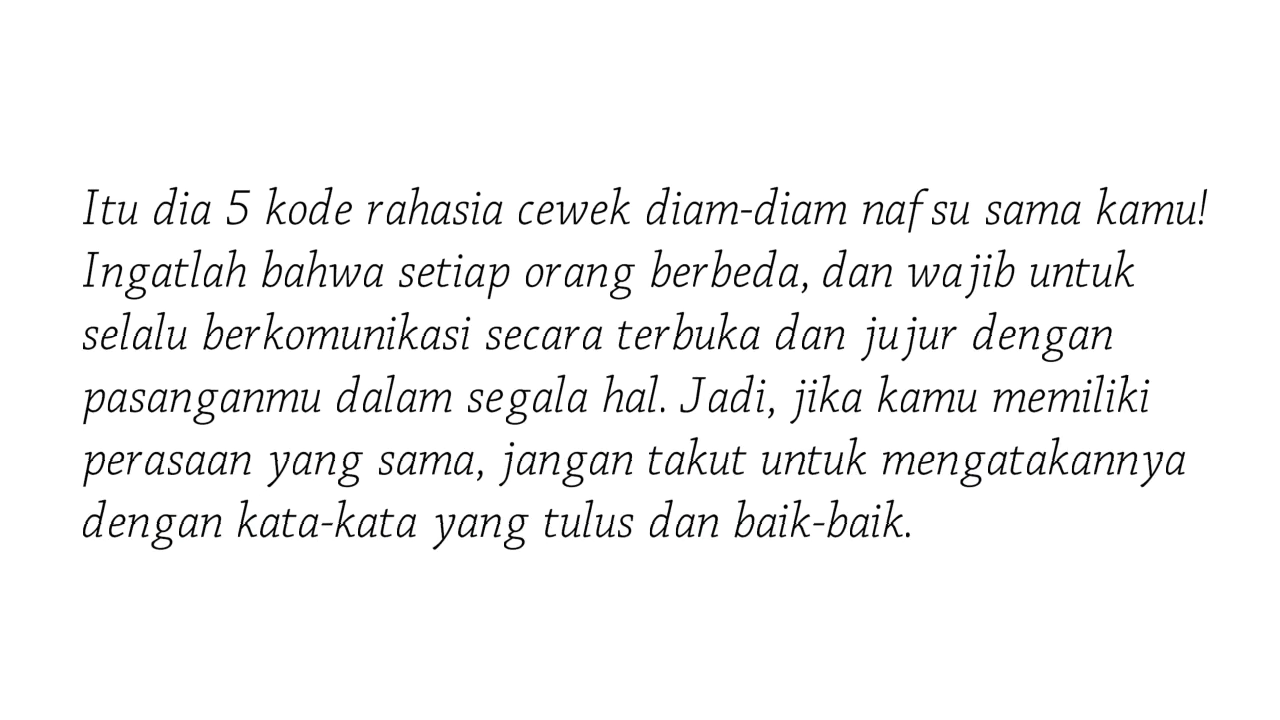 Itu dia 5 kode rahasia cewek diam-diam nafsu sama kamu!
Ingatlah bahwa setiap orang berbeda, dan wajib untuk
selalu berkomunikasi secara terbuka dan jujur dengan
pasanganmu dalam segala hal. Jadi, jika kamu memiliki
perasaan yang sama, jangan takut untuk mengatakannya
dengan kata-kata yang tulus dan baik-baik.